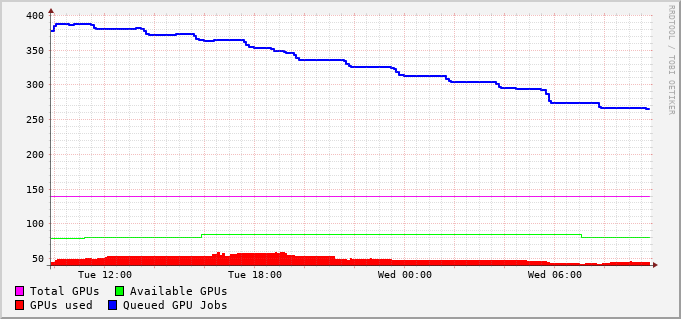 RRDTOOL / TOBI OETIKER
400
350
300
250
200
150
100
50
Tue 12:00 Tue 18:00 Wed 00:00 Wed 06:00
Total GPUs Available GPUs
GPUs used Queued GPU Jobs